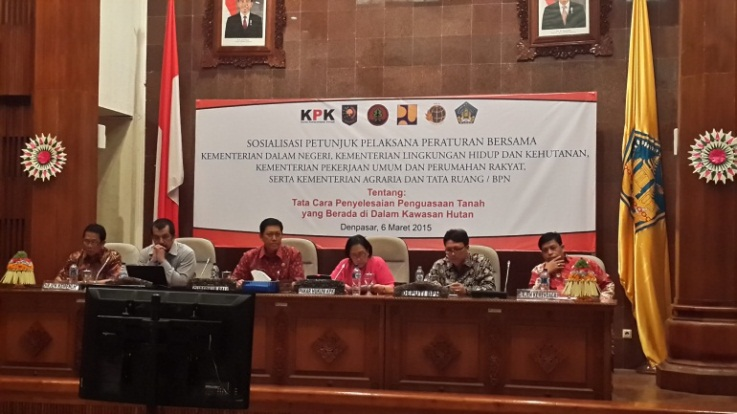 KPK
SOSIALISASI PETUNJUK PELAKSANA PERATURAN BERSAMA
KEMENTERIAN DALAM NEGERI, KEMENTERIAN LINGKUNGAN HIDUP DAN KEHUTANAN,
KEMENTERIAN PEKERJAAN UMUM DAN PERUMAHAN RAKYAT,
SERTA KEMENTERIAN AGRARIA DAN TATA RUANG / BPN
Tentang:
Tata Cara Penyelesaian Penguasaan Tanah
yang Berada di Dalam Kawasan Hutan
Denpasar, 6 Maret 2015
DEPUTI BPN